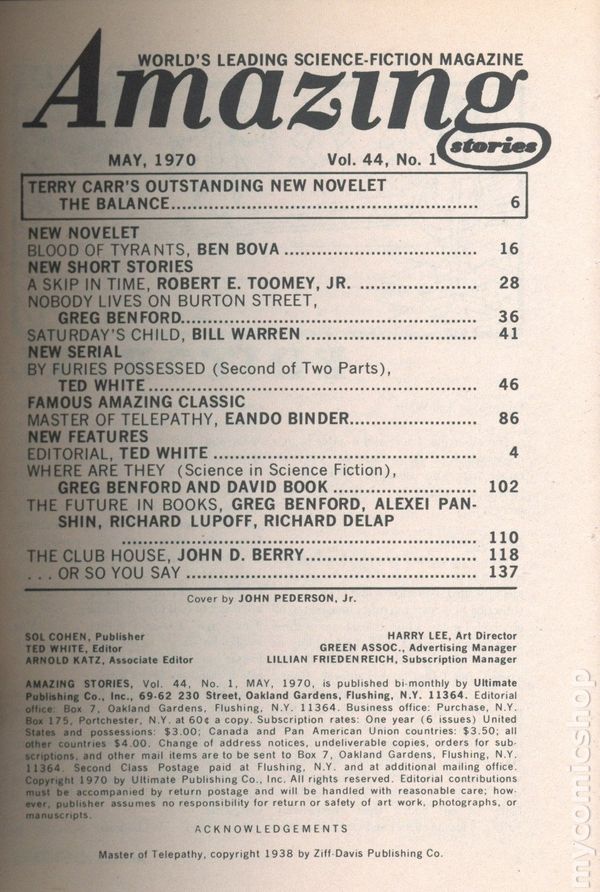 WORLD'S LEADING SCIENCE-FICTION MAGAZINE
Amazing
stories
MAY, 1970 Vol. 44, No. 1
TERRY CARR'S OUTSTANDING NEW NOVELET
THE BALANCE.................................................. 6
NEW NOVELET
BLOOD OF TYRANTS, BEN BOVA ................................ 16
NEW SHORT STORIES
A SKIP IN TIME, ROBERT E. TOOMEY, JR. .................... 28
NOBODY LIVES ON BURTON STREET,
GREG BENFORD................................................ 36
SATURDAY'S CHILD, BILL WARREN ............................ 41
NEW SERIAL
BY FURIES POSSESSED (Second of Two Parts),
TED WHITE.................................................... 46
FAMOUS AMAZING CLASSIC
MASTER OF TELEPATHY, EANDO BINDER..................... 86
NEW FEATURES
EDITORIAL, TED WHITE ........................................ 4
WHERE ARE THEY (Science in Science Fiction),
GREG BENFORD AND DAVID BOOK ........................ 102
THE FUTURE IN BOOKS, GREG BENFORD, ALEXEI PAN-
SHIN, RICHARD LUPOFF, RICHARD DELAP
.......................................................... 110
THE CLUB HOUSE, JOHN D. BERRY............................ 118
. . . OR SO YOU SAY ............................................ 137
Cover by JOHN PEDERSON, Jr.
SOL COHEN, Publisher HARRY LEE, Art Director
TED WHITE, Editor GREEN ASSOC., Advertising Manager
ARNOLD KATZ, Associate Editor LILLIAN FRIEDENREICH, Subscription Manager
AMAZING STORIES, Vol. 44, No. 1, MAY, 1970, is published bi-monthly by Ultimate
Publishing Co., Inc., 69-62 230 Street, Oakland Gardens, Flushing, N.Y. 11364. Editorial
office: Box 7, Oakland Gardens, Flushing, N.Y. 11364. Business office: Purchase, N.Y.
Box 175, Portchester, N.Y. at 60¢ a copy. Subscription rates: One year (6 issues) United
States and possessions: $3.00; Canada and Pan American Union countries: $3.50; all
other countries $4.00. Change of address notices, undeliverable copies, orders for sub-
scriptions, and other mail items are to be sent to Box 7, Oakland Gardens, Flushing, N.Y.
11364. Second Class Postage paid at Flushing, N.Y. and at additional mailing office.
Copyright 1970 by Ultimate Publishing Co., Inc. All rights reserved. Editorial contributions
must be accompanied by return postage and will be handled with reasonable care; how-
ever, publisher assumes no responsibility for return or safety of art work, photographs, or
manuscripts.
ACKNOWLEDGEMENTS
Master of Telepathy, copyright 1938 by Ziff-Davis Publishing Co.
mycomicshop